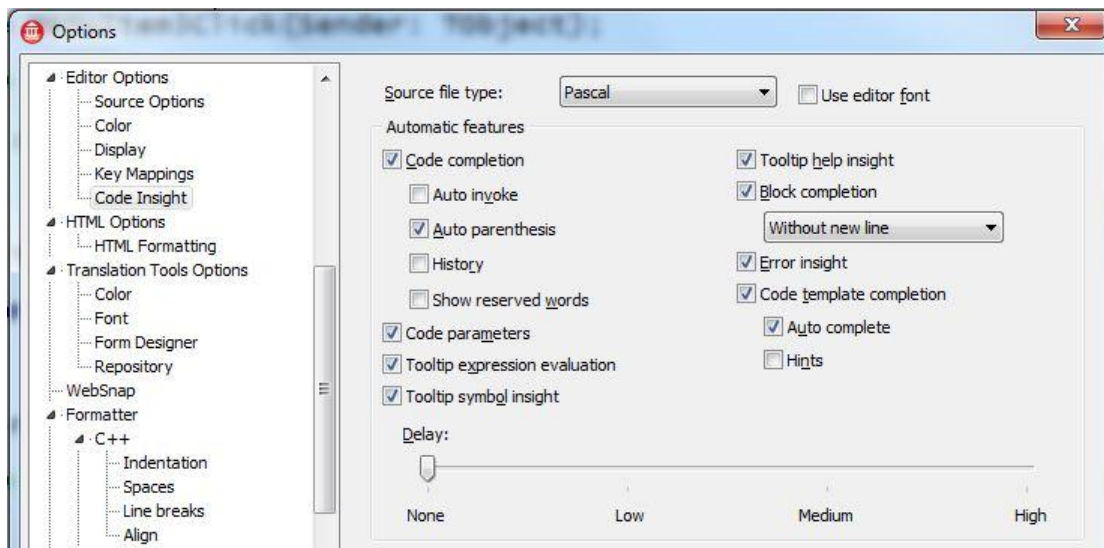 Item3Click(Sender: TObject);
Options
Editor Options
Source Options
Color
Display
Key Mappings
Code Insight
HTML Options
HTML Formatting
Translation Tools Options
Color
Font
Form Designer
Repository
WebSnap
Formatter
C++
Indentation
Spaces
Line breaks
Align
Source file type: Pascal Use editor font
Automatic features
Code completion
Auto invoke
Auto parenthesis
History
Show reserved words
Code parameters
Tooltip expression evaluation
Tooltip symbol insight
Tooltip help insight
Block completion
Without new line
Error insight
Code template completion
Auto complete
Hints
Delay:
None Low Medium High